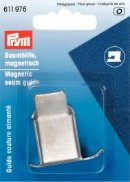 611 976
PRYM
Saumhilfe,
magnetisch
Magnetic
seam guide
Guide couture aimanté